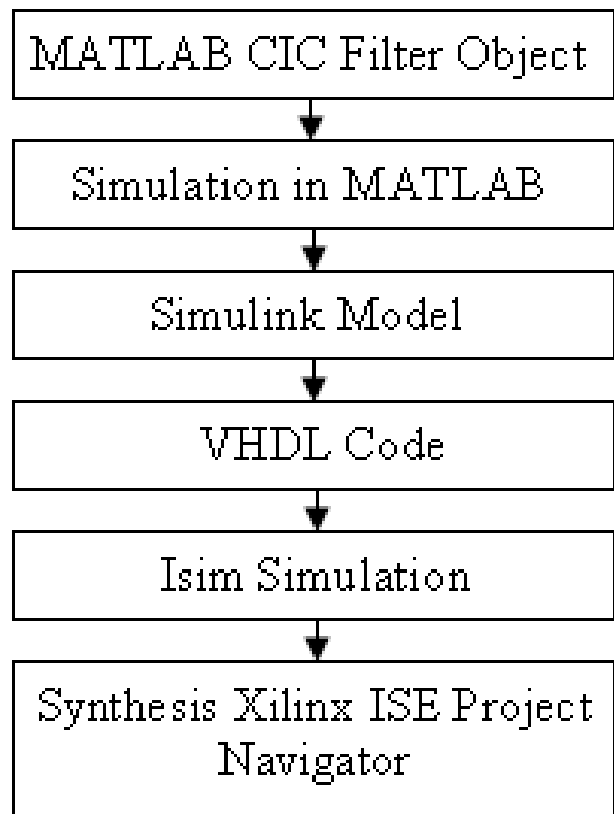 MATLAB CIC Filter Object
Simulation in MATLAB
Simulink Model
VHDL Code
Isim Simulation
Synthesis Xilinx ISE Project
Navigator